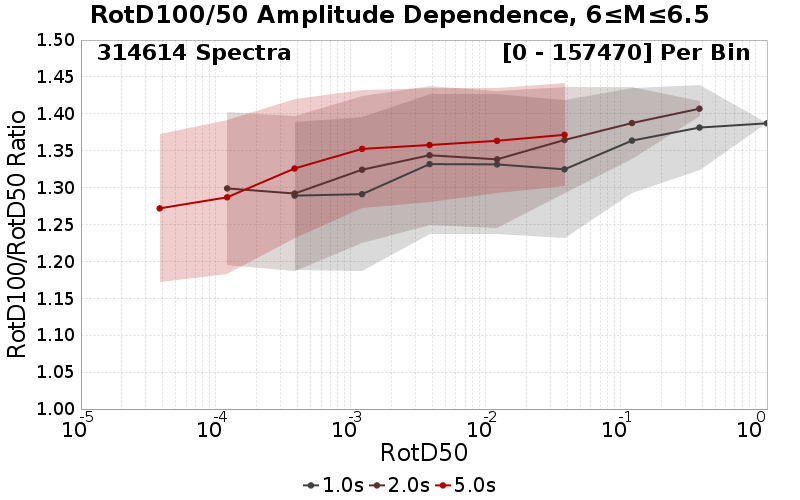 RotD100/50 Amplitude Dependence, 6≤M≤6.5
314614 Spectra
[0 - 157470] Per Bin
RotD100/RotD50 Ratio
1.50
1.45
1.40
1.35
1.30
1.25
1.20
1.15
1.10
1.05
1.00
10^-5 10^-4 10^-3 10^-2 10^-1 10^0
RotD50
1.0s 2.0s 5.0s